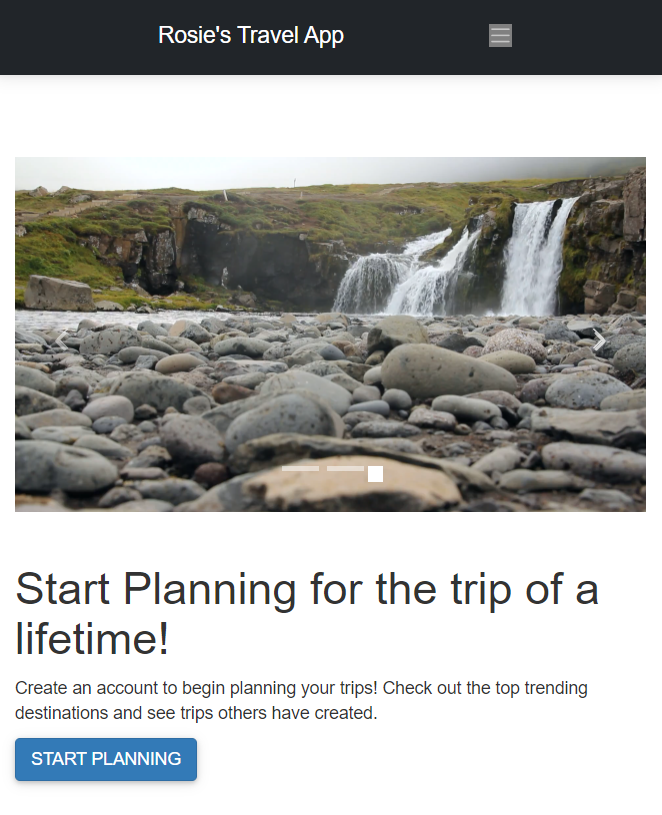 Rosie's Travel App
Start Planning for the trip of a
lifetime!
Create an account to begin planning your trips! Check out the top trending
destinations and see trips others have created.
START PLANNING